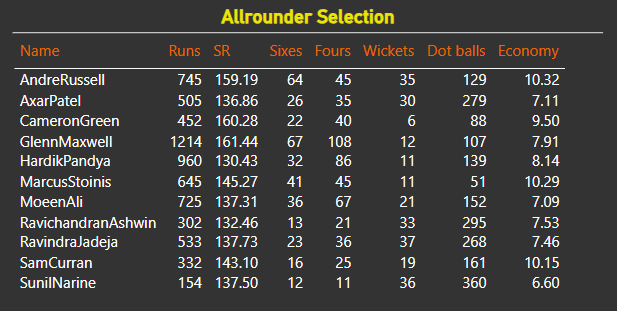 Allrounder Selection
Name Runs SR Sixes Fours Wickets Dot balls Economy
AndreRussell 745 159.19 64 45 35 129 10.32
AxarPatel 505 136.86 26 35 30 279 7.11
CameronGreen 452 160.28 22 40 6 88 9.50
GlennMaxwell 1214 161.44 67 108 12 107 7.91
HardikPandya 960 130.43 32 86 11 139 8.14
MarcusStoinis 645 145.27 41 45 11 51 10.29
MoeenAli 725 137.31 36 67 21 152 7.09
RavichandranAshwin 302 132.46 13 21 33 295 7.53
RavindraJadeja 533 137.73 23 36 37 268 7.46
SamCurran 332 143.10 16 25 19 161 10.15
SunilNarine 154 137.50 12 11 36 360 6.60